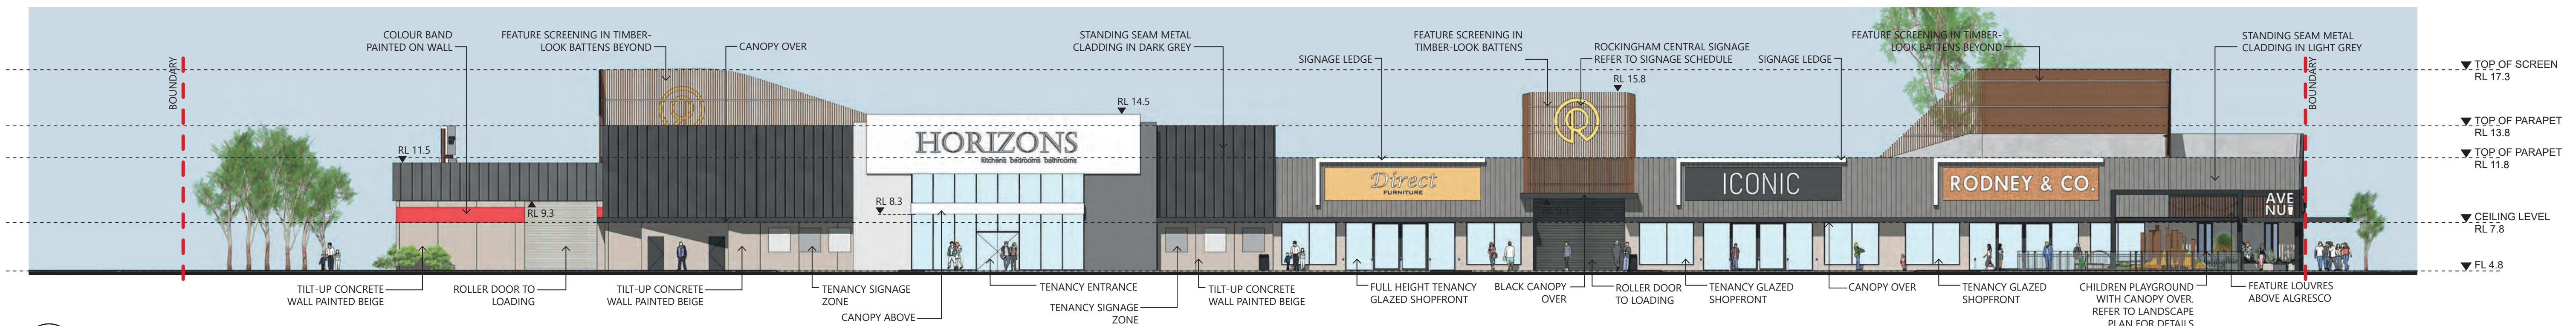 COLOUR BAND
PAINTED ON WALL
FEATURE SCREENING IN TIMBER-
LOOK BATTENS BEYOND
CANOPY OVER
STANDING SEAM METAL
CLADDING IN DARK GREY
SIGNAGE LEDGE
FEATURE SCREENING IN
TIMBER-LOOK BATTENS
ROCKINGHAM CENTRAL SIGNAGE
REFER TO SIGNAGE SCHEDULE
SIGNAGE LEDGE
FEATURE SCREENING IN TIMBER-
LOOK BATTENS BEYOND
STANDING SEAM METAL
CLADDING IN LIGHT GREY
TOP OF SCREEN
RL 17.3
TOP OF PARAPET
RL 13.8
TOP OF PARAPET
RL 11.8
CEILING LEVEL
RL 7.8
FL 4.8
BOUNDARY
BOUNDARY
RL 11.5
RL 9.3
RL 8.3
RL 14.5
RL 15.8
RL 9.3
HORIZONS
kitchens bedrooms bathrooms
Direct
FURNITURE
R
ICONIC
RODNEY & CO.
AVE
NU
TILT-UP CONCRETE
WALL PAINTED BEIGE
ROLLER DOOR TO
LOADING
TILT-UP CONCRETE
WALL PAINTED BEIGE
TENANCY SIGNAGE
ZONE
CANOPY ABOVE
TENANCY ENTRANCE
TENANCY SIGNAGE
ZONE
TILT-UP CONCRETE
WALL PAINTED BEIGE
FULL HEIGHT TENANCY
GLAZED SHOPFRONT
BLACK CANOPY
OVER
ROLLER DOOR
TO LOADING
TENANCY GLAZED
SHOPFRONT
CANOPY OVER
TENANCY GLAZED
SHOPFRONT
CHILDREN PLAYGROUND
WITH CANOPY OVER.
REFER TO LANDSCAPE
PLAN FOR DETAILS
FEATURE LOUVRES
ABOVE ALGRESCO